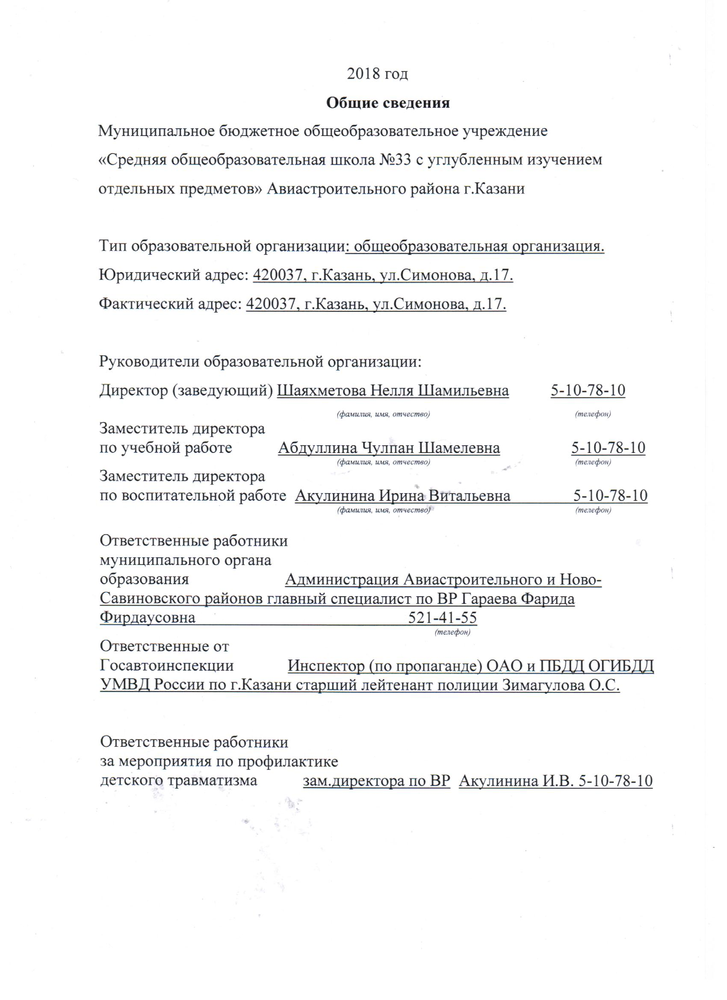 2018 год
Общие сведения
Муниципальное бюджетное общеобразовательное учреждение
«Средняя общеобразовательная школа №33 с углубленным изучением
отдельных предметов» Авиастроительного района г.Казани
Тип образовательной организации: общеобразовательная организация.
Юридический адрес: 420037, г.Казань, ул.Симонова, д.17.
Фактический адрес: 420037, г.Казань, ул.Симонова, д.17.
Руководители образовательной организации:
Директор (заведующий) Шаяхметова Нелля Шамильевна 5-10-78-10
(фамилия, имя, отчество) (телефон)
Заместитель директора
по учебной работе Абдуллина Чулпан Шамелевна 5-10-78-10
(фамилия, имя, отчество) (телефон)
Заместитель директора
по воспитательной работе Акулинина Ирина Витальевна 5-10-78-10
(фамилия, имя, отчество) (телефон)
Ответственные работники
муниципального органа
образования Администрация Авиастроительного и Ново-
Савиновского районов главный специалист по ВР Гараева Фарида
Фирдаусовна 521-41-55
(телефон)
Ответственные от
Госавтоинспекции Инспектор (по пропаганде) ОАО и ПБДД ОГИБДД
УМВД России по г.Казани старший лейтенант полиции Зимагулова О.С.
Ответственные работники
за мероприятия по профилактике
детского травматизма зам.директора по ВР Акулинина И.В. 5-10-78-10